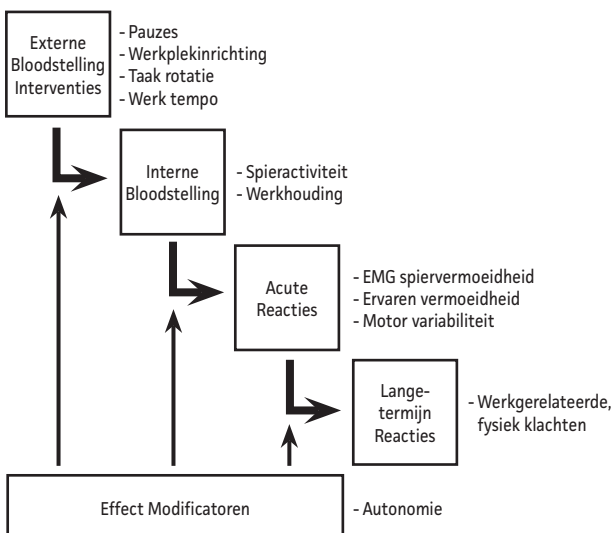 Externe
Bloodstelling
Interventies
- Pauzes
- Werkplekinrichting
- Taak rotatie
- Werk tempo
Interne
Bloodstelling
- Spieractiviteit
- Werkhouding
Acute
Reacties
- EMG spiervermoeidheid
- Ervaren vermoeidheid
- Motor variabiliteit
Lange-
termijn
Reacties
- Werkgerelateerde,
fysiek klachten
Effect Modificatoren
- Autonomie